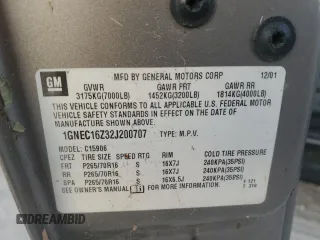 GM
MFD BY GENERAL MOTORS CORP 12/01
GVWR GAWR FRT GAWR RR
3175KG(7000LB) 1452KG(3200LB) 1814KG(4000LB)
THIS VEHICLE CONFORMS TO ALL APPLICABLE U.S. FEDERAL
MOTOR VEHICLE SAFETY STANDARDS IN EFFECT ON THE DATE OF
MANUFACTURE SHOWN ABOVE.
1GNEC16Z32J200707 TYPE: M.P.V.
MODEL: C15906
CPEZ TIRE SIZE SPEED RTG RIM COLD TIRE PRESSURE
FRT P265/70R16 S 16X7J 240KPA(35PSI)
RR P265/70R16 S 16X7J 240KPA(35PSI)
SPA P265/70R16 S 16X6.5J 240KPA(35PSI)
SEE OWNER'S MANUAL